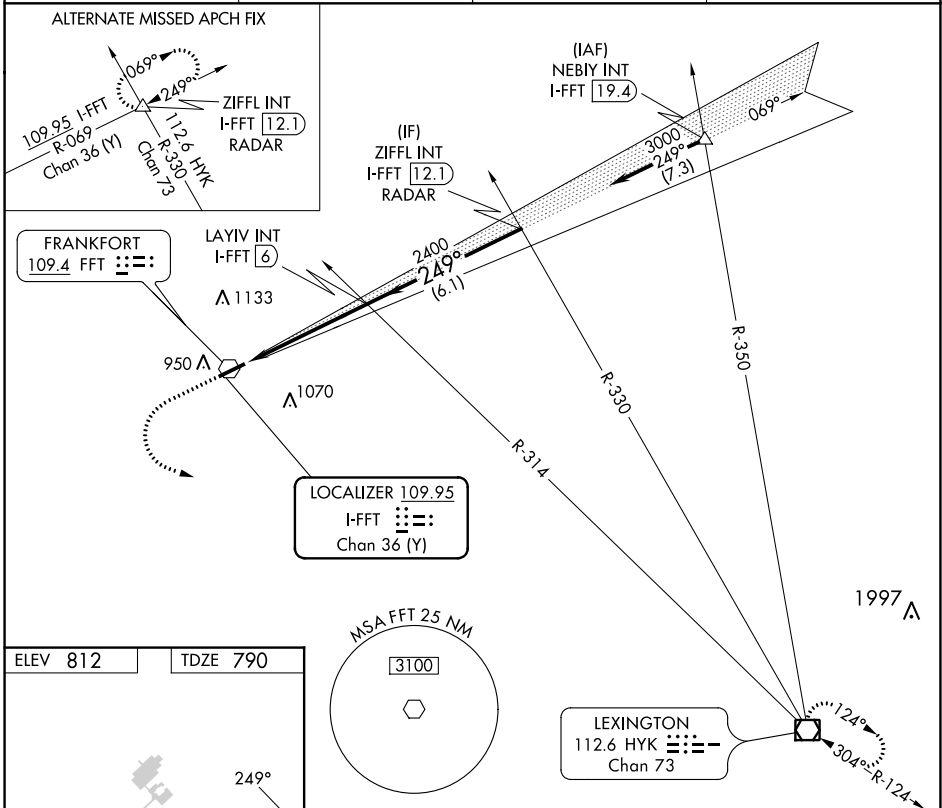 ALTERNATE MISSED APCH FIX
069°
249°
ZIFFL INT
I-FFT 12.1
RADAR
109.95 I-FFT
R-069
Chan 36 (Y)
112.6 HYK
R-330
Chan 73
(IAF)
NEBIY INT
I-FFT 19.4
069°
3000
249°
(7.3)
(IF)
ZIFFL INT
I-FFT 12.1
RADAR
LAYIV INT
I-FFT 6
2400
249°
(6.1)
FRANKFORT
109.4 FFT
1133
950
1070
R-350
R-330
R-314
LOCALIZER 109.95
I-FFT
Chan 36 (Y)
1997
MSA FFT 25 NM
3100
ELEV 812
TDZE 790
249°
LEXINGTON
112.6 HYK
Chan 73
124°
304°
R-124